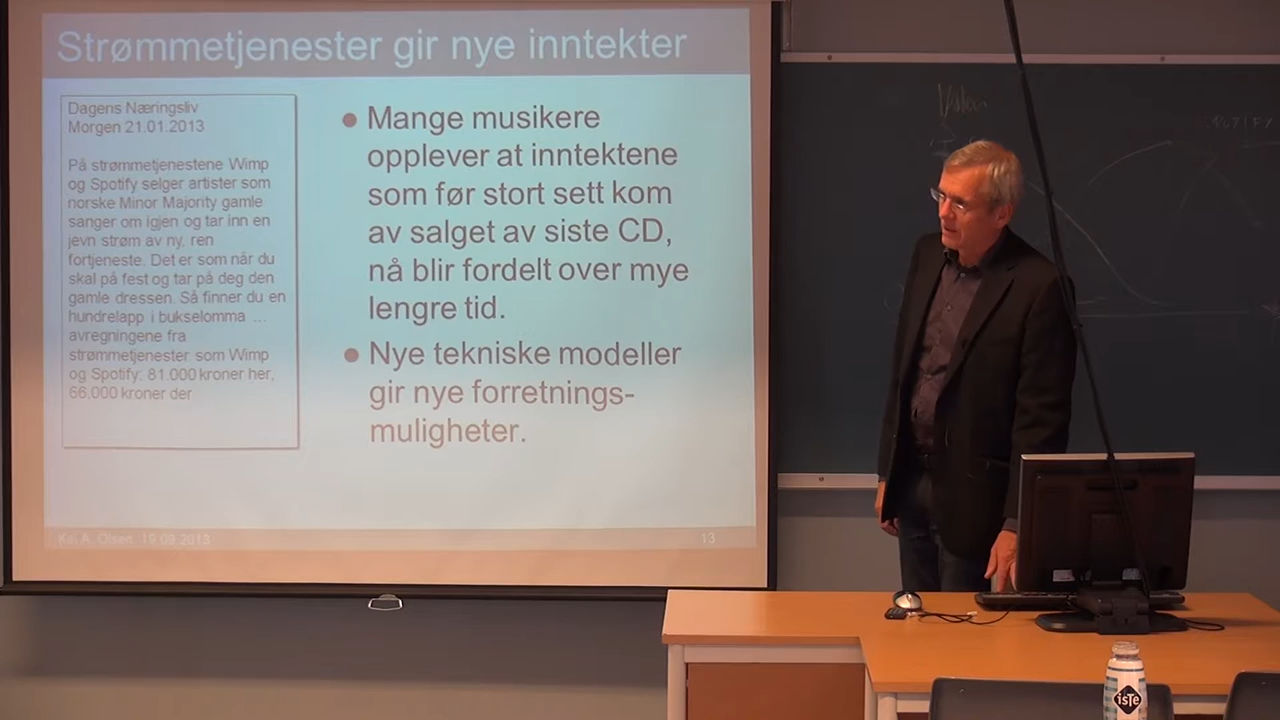 Strømmetjenester gir nye inntekter
Dagens Næringsliv
Morgen 21.01.2013
På strømmetjenestene Wimp
og Spotify selger artister som
norske Minor Majority gamle
sanger om igjen og tar inn en
jevn strøm av ny, ren
fortjeneste. Det er som når du
skal på fest og tar på deg den
gamle dressen. Så finner du en
hundrelapp i bukselomma ...
avregningene fra
strømmetjenester som Wimp
og Spotify: 81.000 kroner her,
66.000 kroner der
● Mange musikere
opplever at inntektene
som før stort sett kom
av salget av siste CD,
nå blir fordelt over mye
lengre tid.
● Nye tekniske modeller
gir nye forretnings-
muligheter.
Kai A. Olsen, 19.09.2013
13
isTe